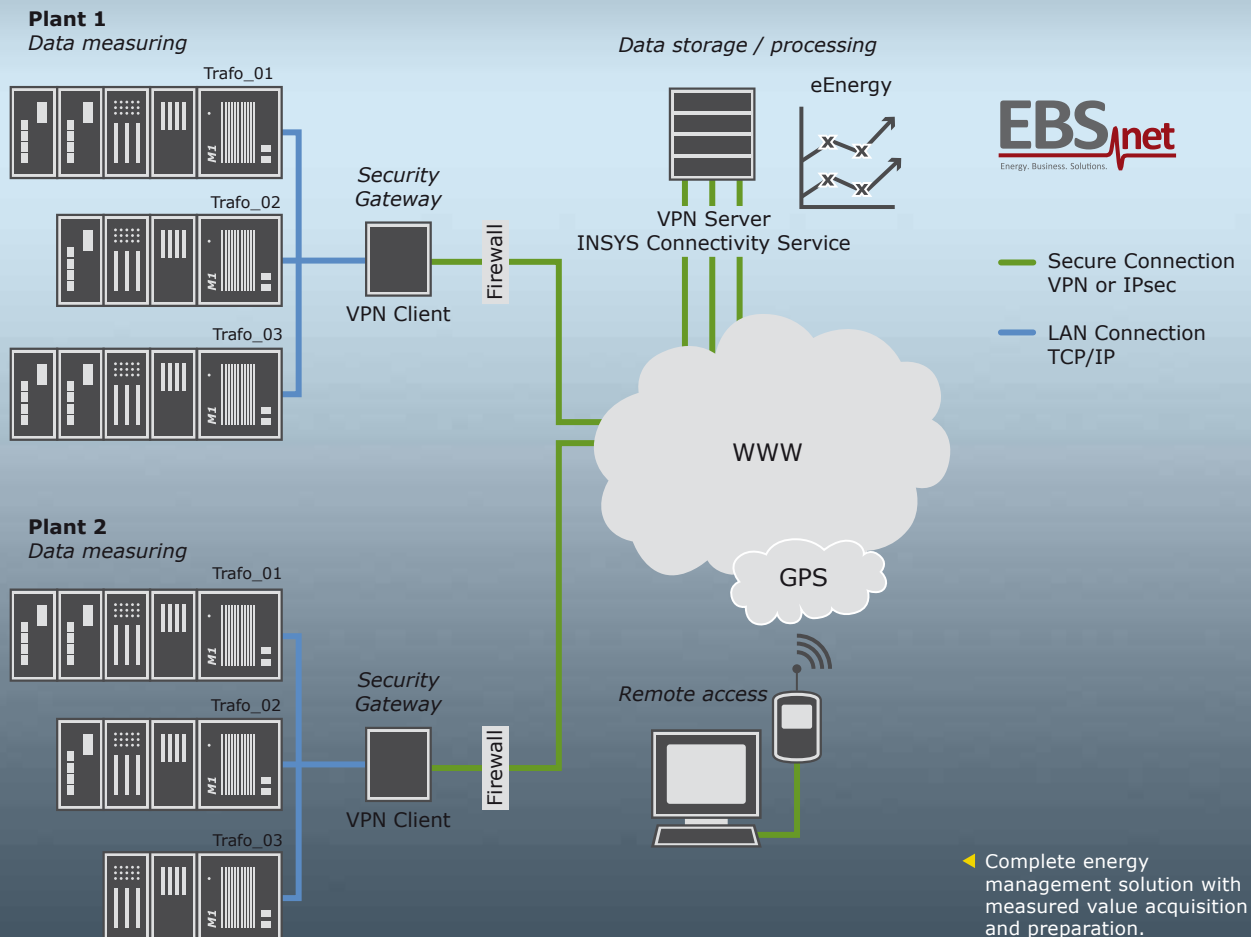 Plant 1
Data measuring
Trafo_01
M1
Trafo_02
M1
Trafo_03
M1
Security
Gateway
VPN Client
Firewall
Data storage / processing
eEnergy
x
x
x
x
VPN Server
INSYS Connectivity Service
EBSnet
Energy. Business. Solutions.
Secure Connection
VPN or IPsec
LAN Connection
TCP/IP
WWW
GPS
Plant 2
Data measuring
Trafo_01
M1
Trafo_02
M1
Trafo_03
M1
Security
Gateway
VPN Client
Firewall
Remote access
Complete energy
management solution with
measured value acquisition
and preparation.